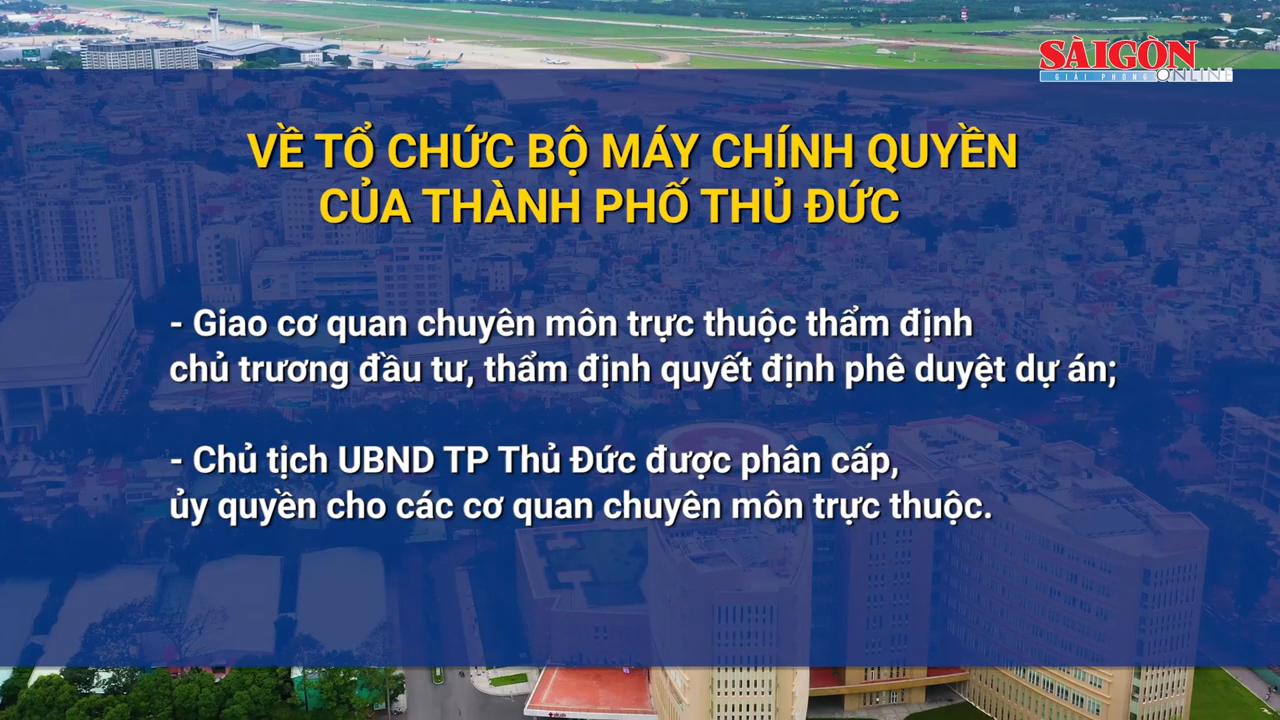 SÀIGÒN
GIẢI PHÓNG ONLINE
VỀ TỔ CHỨC BỘ MÁY CHÍNH QUYỀN
CỦA THÀNH PHỐ THỦ ĐỨC
- Giao cơ quan chuyên môn trực thuộc thẩm định
chủ trương đầu tư, thẩm định quyết định phê duyệt dự án;
- Chủ tịch UBND TP Thủ Đức được phân cấp,
ủy quyền cho các cơ quan chuyên môn trực thuộc.